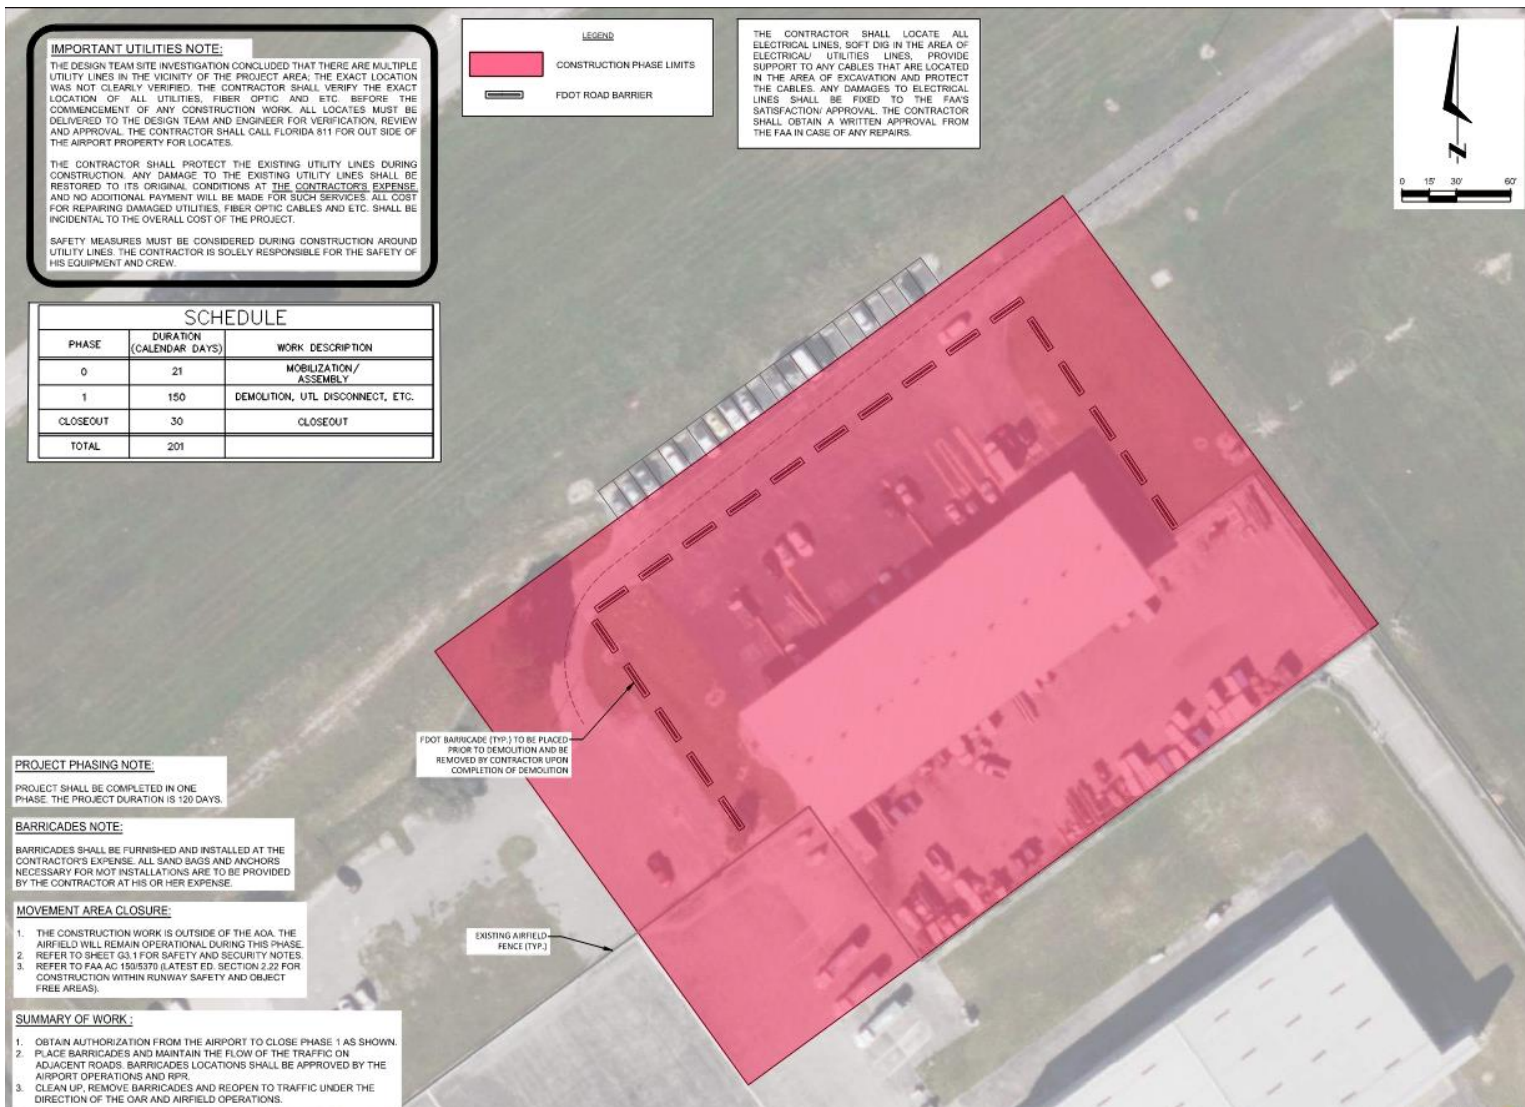 IMPORTANT UTILITIES NOTE:
THE DESIGN TEAM SITE INVESTIGATION CONCLUDED THAT THERE ARE MULTIPLE
UTILITY LINES IN THE VICINITY OF THE PROJECT AREA; THE EXACT LOCATION
WAS NOT CLEARLY VERIFIED. THE CONTRACTOR SHALL VERIFY THE EXACT
LOCATION OF ALL UTILITIES, FIBER OPTIC AND ETC. BEFORE THE
COMMENCEMENT OF ANY CONSTRUCTION WORK. ALL LOCATES MUST BE
DELIVERED TO THE DESIGN TEAM AND ENGINEER FOR VERIFICATION, REVIEW
AND APPROVAL. THE CONTRACTOR SHALL CALL FLORIDA 811 FOR OUT SIDE OF
THE AIRPORT PROPERTY FOR LOCATES.
THE CONTRACTOR SHALL PROTECT THE EXISTING UTILITY LINES DURING
CONSTRUCTION. ANY DAMAGE TO THE EXISTING UTILITY LINES SHALL BE
RESTORED TO ITS ORIGINAL CONDITIONS AT THE CONTRACTOR'S EXPENSE,
AND NO ADDITIONAL PAYMENT WILL BE MADE FOR SUCH SERVICES. ALL COST
FOR REPAIRING DAMAGED UTILITIES, FIBER OPTIC CABLES AND ETC. SHALL BE
INCIDENTAL TO THE OVERALL COST OF THE PROJECT.
SAFETY MEASURES MUST BE CONSIDERED DURING CONSTRUCTION AROUND
UTILITY LINES. THE CONTRACTOR IS SOLELY RESPONSIBLE FOR THE SAFETY OF
HIS EQUIPMENT AND CREW.
LEGEND
CONSTRUCTION PHASE LIMITS
FDOT ROAD BARRIER
THE CONTRACTOR SHALL LOCATE ALL
ELECTRICAL LINES, SOFT DIG IN THE AREA OF
ELECTRICAL/ UTILITIES LINES, PROVIDE
SUPPORT TO ANY CABLES THAT ARE LOCATED
IN THE AREA OF EXCAVATION AND PROTECT
THE CABLES. ANY DAMAGES TO ELECTRICAL
LINES SHALL BE FIXED TO THE FAA'S
SATISFACTION/ APPROVAL. THE CONTRACTOR
SHALL OBTAIN A WRITTEN APPROVAL FROM
THE FAA IN CASE OF ANY REPAIRS.
N
0 15' 30' 60'
SCHEDULE
PHASE DURATION (CALENDAR DAYS) WORK DESCRIPTION
0 21 MOBILIZATION/ ASSEMBLY
1 150 DEMOLITION, UTL DISCONNECT, ETC.
CLOSEOUT 30 CLOSEOUT
TOTAL 201
FDOT BARRICADE (TYP.) TO BE PLACED
PRIOR TO DEMOLITION AND BE
REMOVED BY CONTRACTOR UPON
COMPLETION OF DEMOLITION
EXISTING AIRFIELD
FENCE (TYP.)
PROJECT PHASING NOTE:
PROJECT SHALL BE COMPLETED IN ONE
PHASE. THE PROJECT DURATION IS 120 DAYS.
BARRICADES NOTE:
BARRICADES SHALL BE FURNISHED AND INSTALLED AT THE
CONTRACTOR'S EXPENSE. ALL SAND BAGS AND ANCHORS
NECESSARY FOR MOT INSTALLATIONS ARE TO BE PROVIDED
BY THE CONTRACTOR AT HIS OR HER EXPENSE.
MOVEMENT AREA CLOSURE:
1. THE CONSTRUCTION WORK IS OUTSIDE OF THE AOA. THE
AIRFIELD WILL REMAIN OPERATIONAL DURING THIS PHASE.
2. REFER TO SHEET G3.1 FOR SAFETY AND SECURITY NOTES.
3. REFER TO FAA AC 150/5370 (LATEST ED. SECTION 2.22 FOR
CONSTRUCTION WITHIN RUNWAY SAFETY AND OBJECT
FREE AREAS).
SUMMARY OF WORK :
1. OBTAIN AUTHORIZATION FROM THE AIRPORT TO CLOSE PHASE 1 AS SHOWN.
2. PLACE BARRICADES AND MAINTAIN THE FLOW OF THE TRAFFIC ON
ADJACENT ROADS. BARRICADES LOCATIONS SHALL BE APPROVED BY THE
AIRPORT OPERATIONS AND RPR.
3. CLEAN UP, REMOVE BARRICADES AND REOPEN TO TRAFFIC UNDER THE
DIRECTION OF THE OAR AND AIRFIELD OPERATIONS.